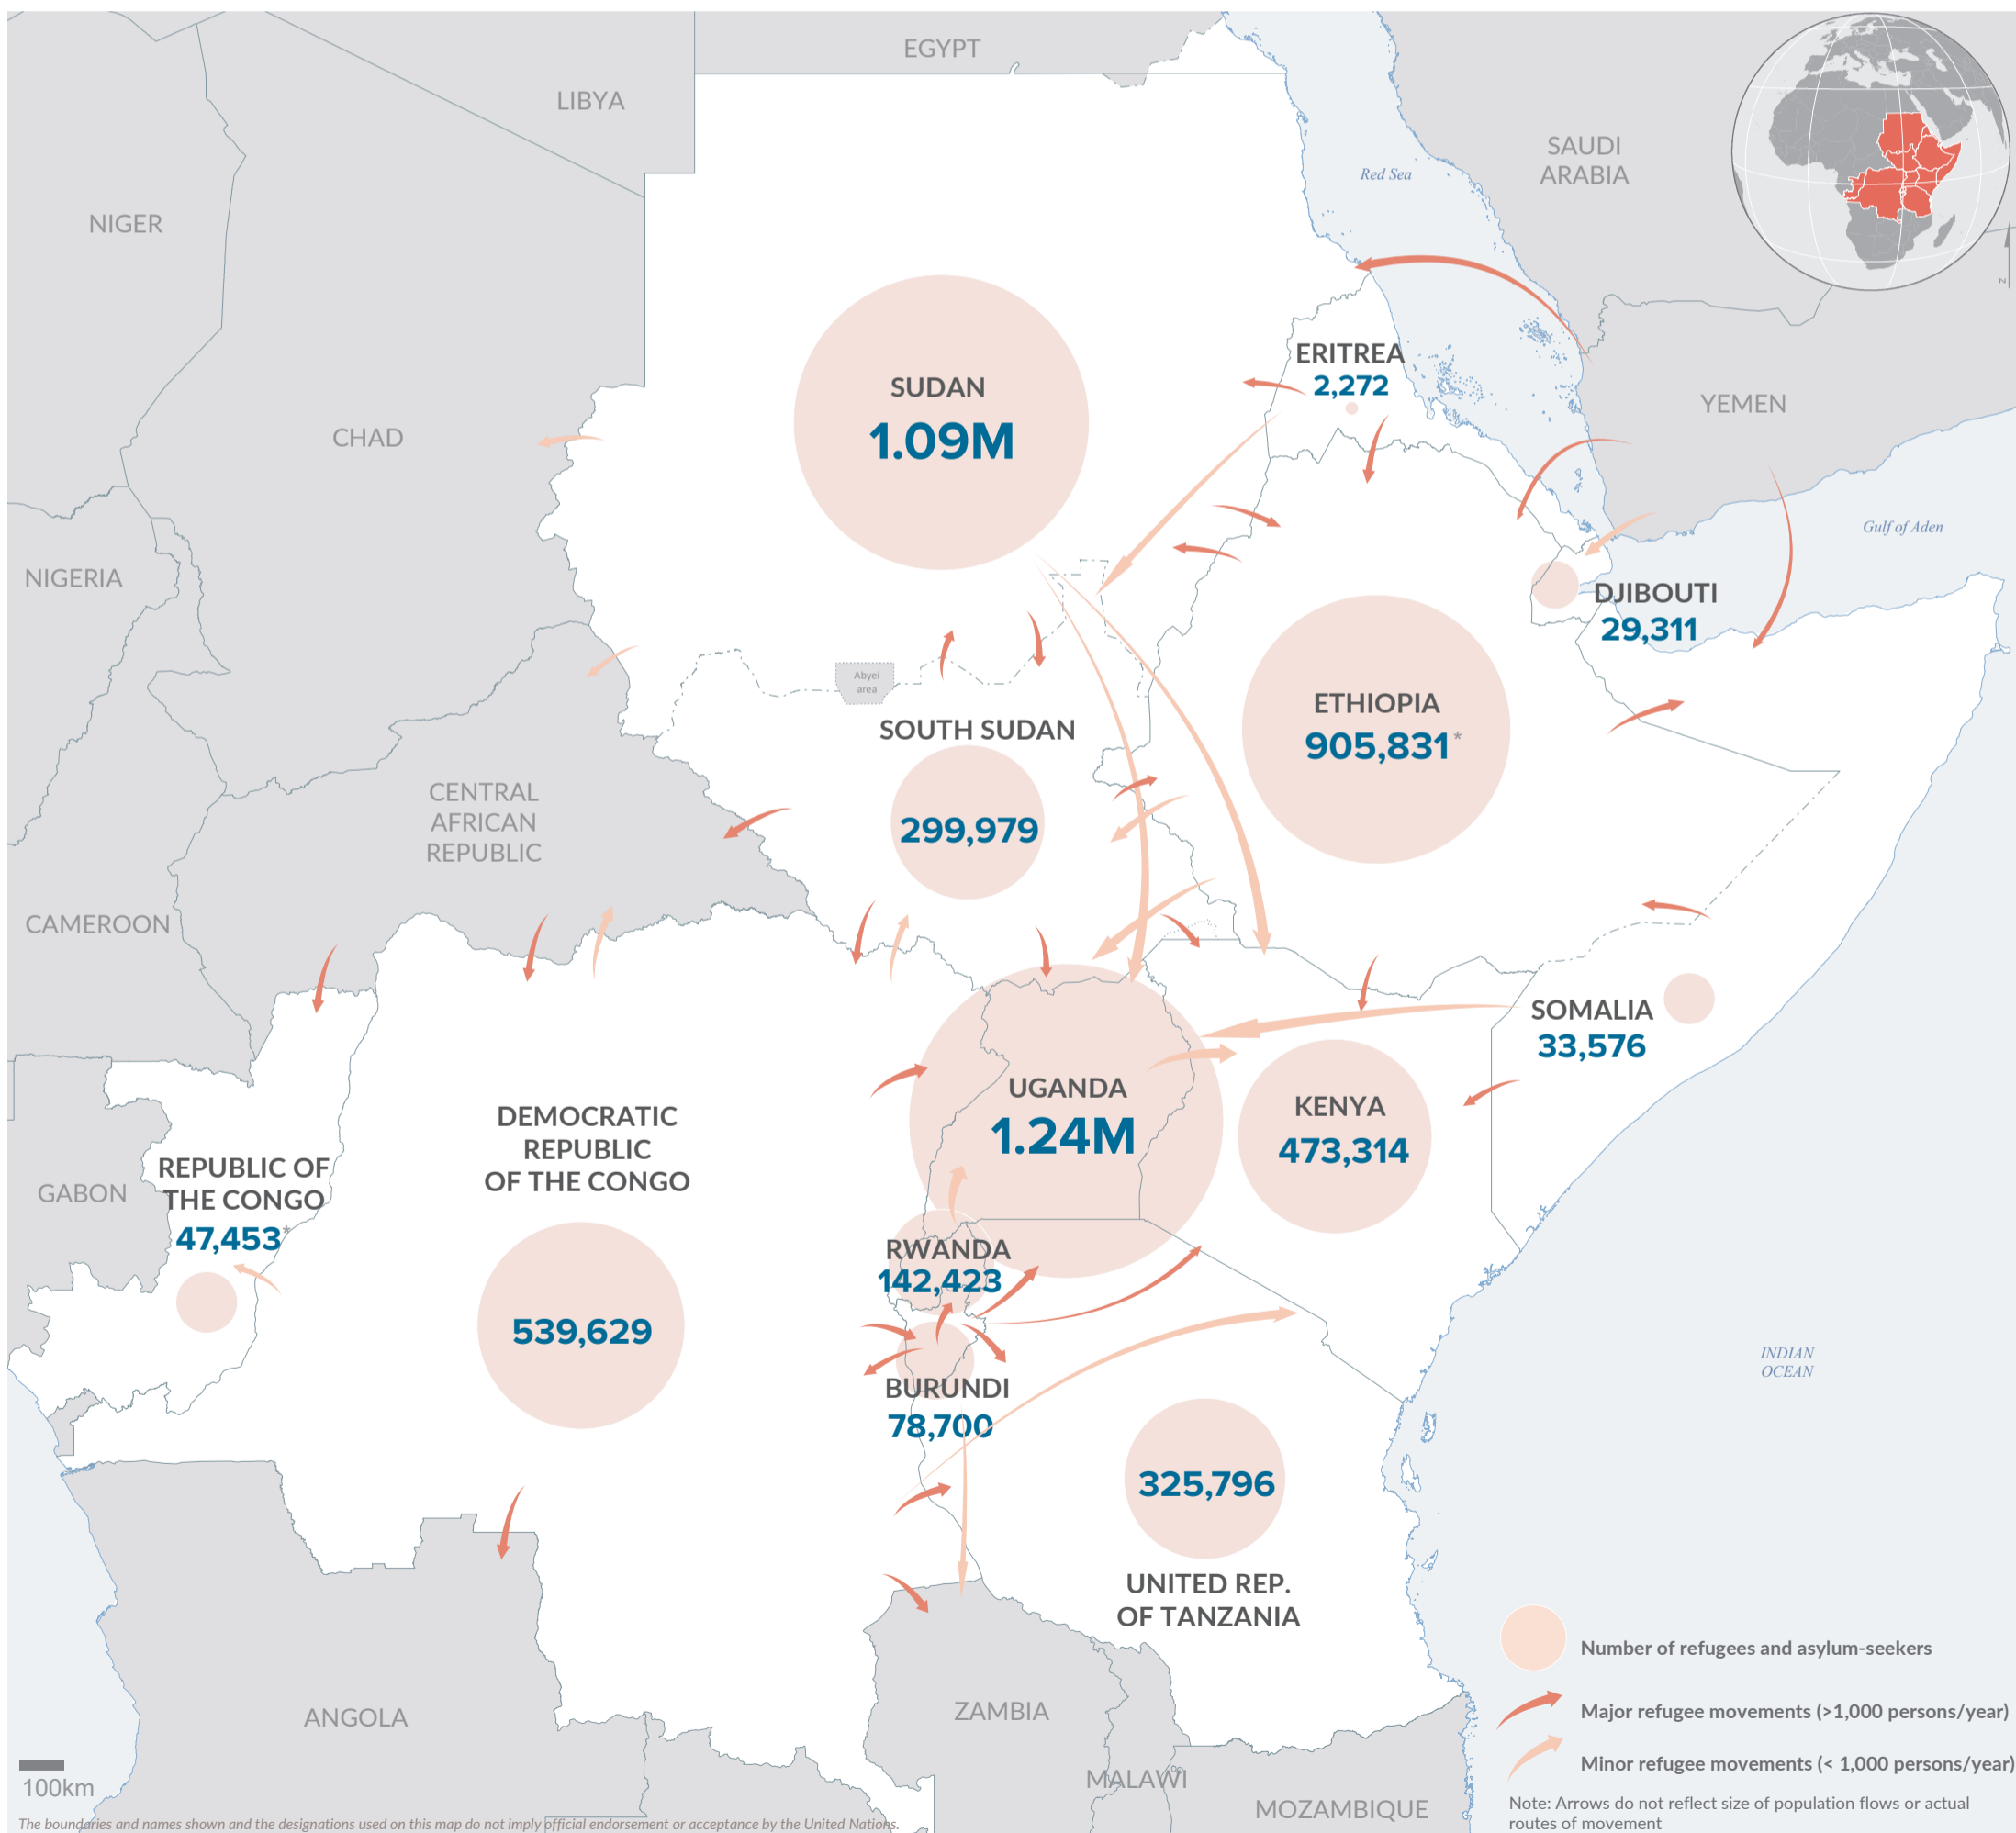 EGYPT
LIBYA
SAUDI
ARABIA
Red Sea
N
NIGER
ERITREA
2,272
SUDAN
1.09M
YEMEN
CHAD
Gulf of Aden
NIGERIA
DJIBOUTI
29,311
Abyei
area
ETHIOPIA
905,831*
SOUTH SUDAN
299,979
CENTRAL
AFRICAN
REPUBLIC
CAMEROON
SOMALIA
33,576
UGANDA
1.24M
KENYA
473,314
DEMOCRATIC
REPUBLIC
OF THE CONGO
539,629
REPUBLIC OF
THE CONGO
47,453*
GABON
RWANDA
142,423
BURUNDI
78,700
INDIAN
OCEAN
325,796
UNITED REP.
OF TANZANIA
ANGOLA
ZAMBIA
MALAWI
MOZAMBIQUE
Number of refugees and asylum-seekers
Major refugee movements (>1,000 persons/year)
Minor refugee movements (< 1,000 persons/year)
Note: Arrows do not reflect size of population flows or actual
routes of movement
100km
The boundaries and names shown and the designations used on this map do not imply official endorsement or acceptance by the United Nations.